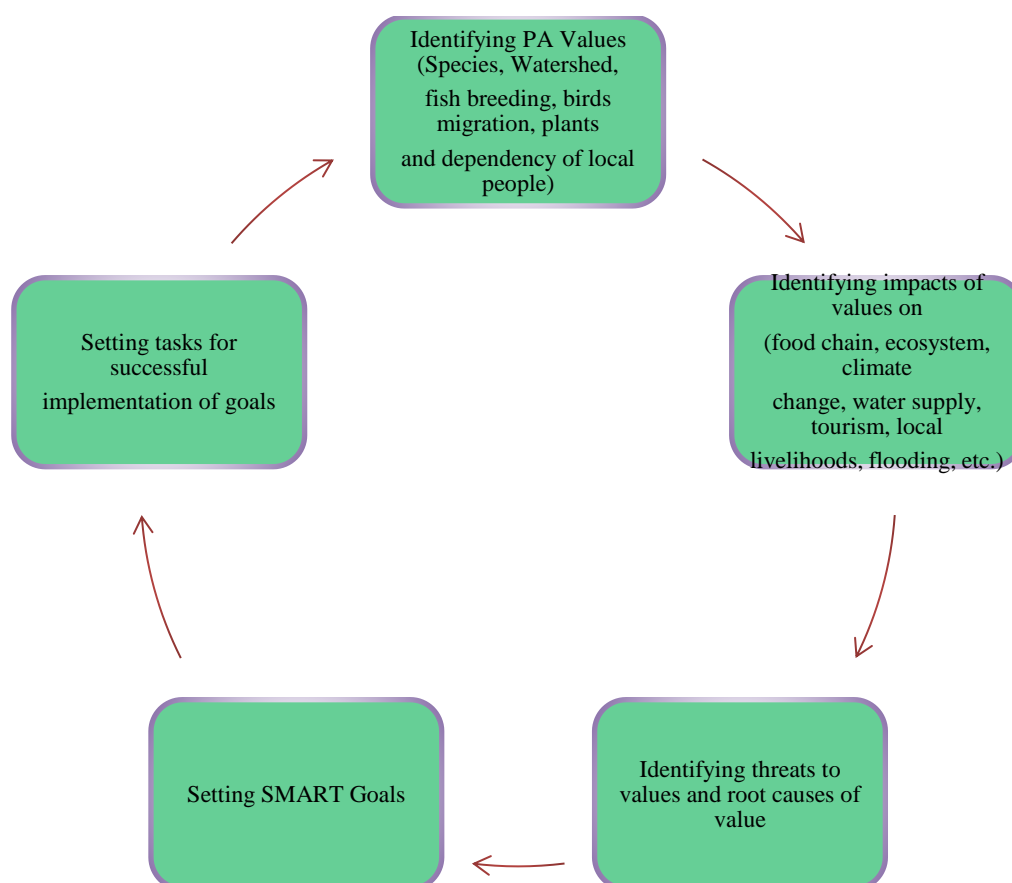 Identifying PA Values
(Species, Watershed,
fish breeding, birds
migration, plants
and dependency of local
people)
Identifying impacts of
values on
(food chain, ecosystem,
climate
change, water supply,
tourism, local
livelihoods, flooding, etc.)
Identifying threats to
values and root causes of
value
Setting SMART Goals
Setting tasks for
successful
implementation of goals